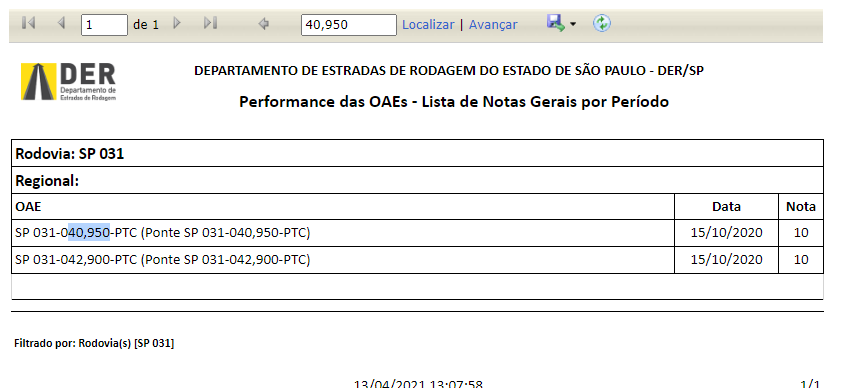 1 de 1 40,950 Localizar | Avançar
DER
Departamento de
Estradas de Rodagem
DEPARTAMENTO DE ESTRADAS DE RODAGEM DO ESTADO DE SÃO PAULO - DER/SP
Performance das OAEs - Lista de Notas Gerais por Período
Rodovia: SP 031
Regional:
OAE Data Nota
SP 031-040,950-PTC (Ponte SP 031-040,950-PTC) 15/10/2020 10
SP 031-042,900-PTC (Ponte SP 031-042,900-PTC) 15/10/2020 10
Filtrado por: Rodovia(s) [SP 031]
13/04/2021 13:07:58 1/1